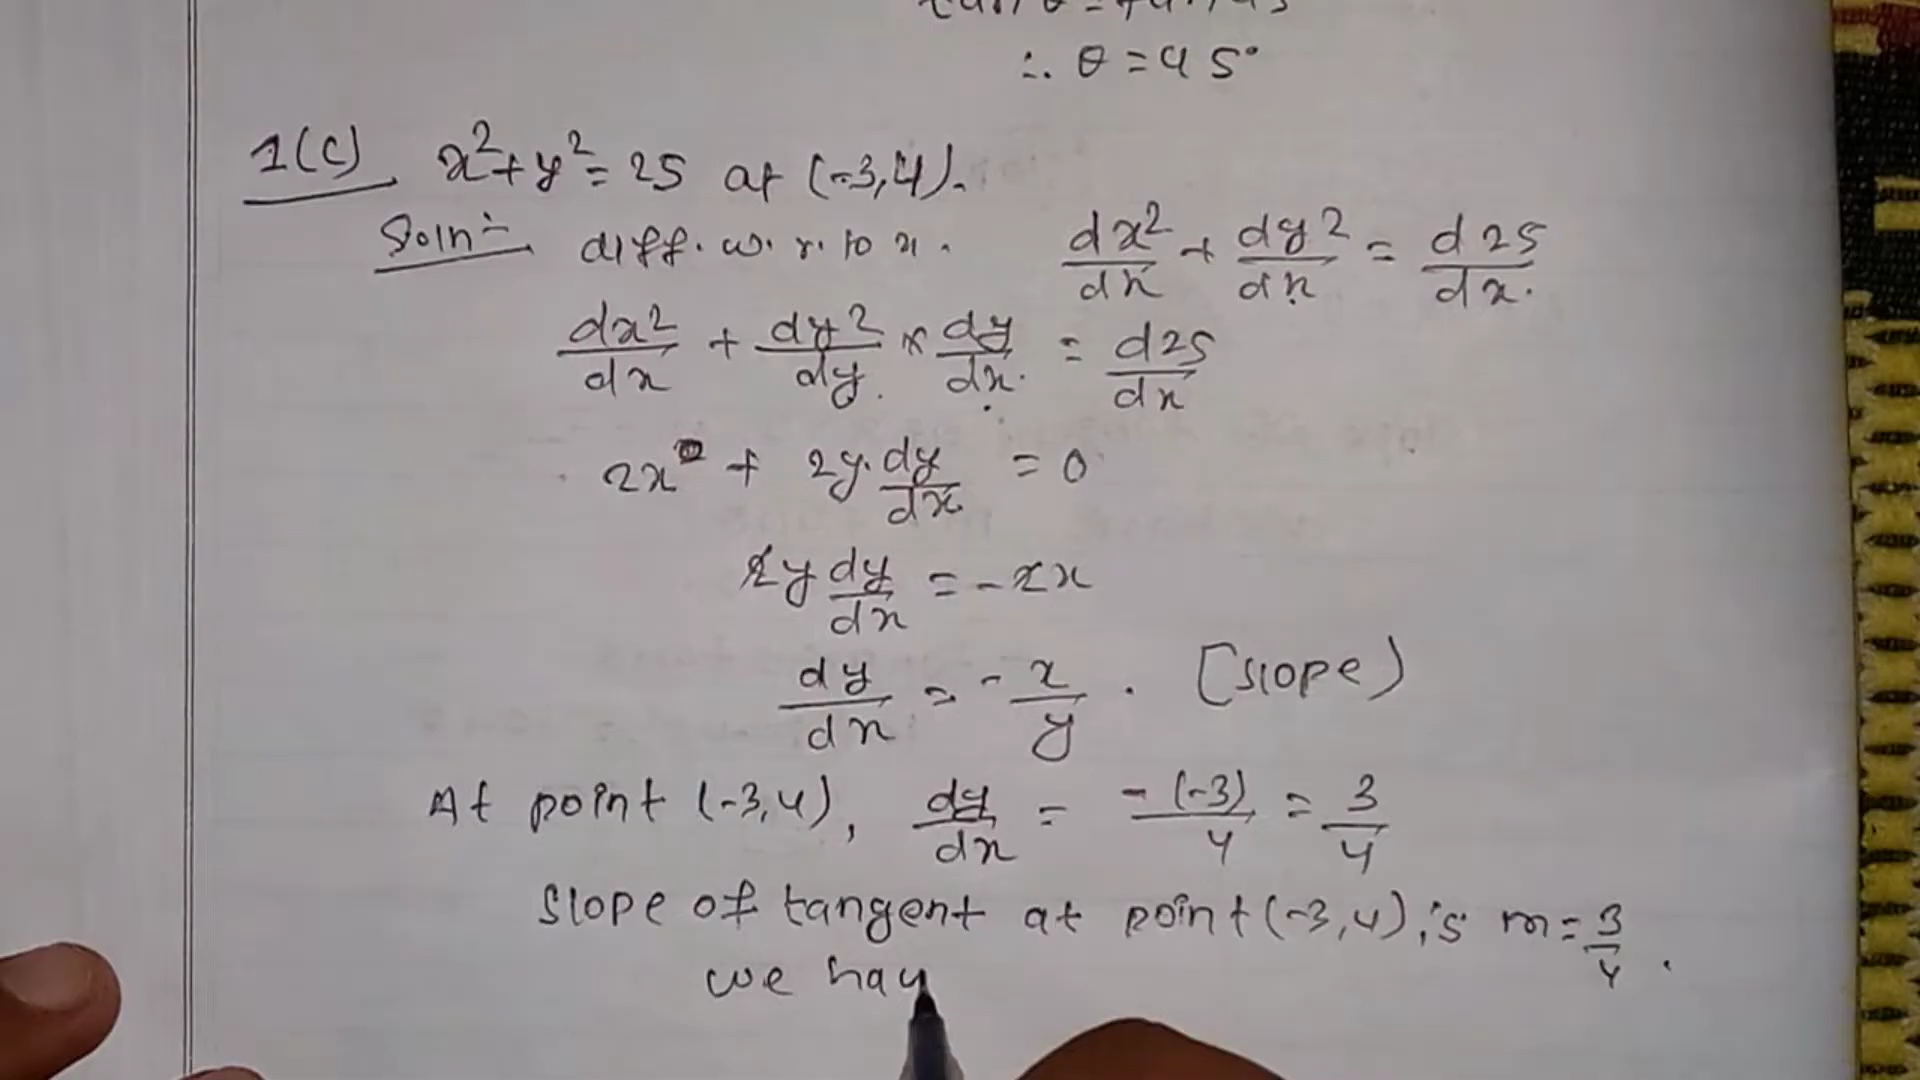 ∴ θ = 45°
1(c). x² + y² = 25 at (-3,4).
Soln:- diff. w. r. to x. dx²/dx + dy²/dx = d25/dx.
dx²/dx + dy²/dy × dy/dx = d25/dx
2x + 2y. dy/dx = 0
2y dy/dx = -2x
dy/dx = -x/y. [slope)
At point (-3,4), dy/dx = -(-3)/4 = 3/4
slope of tangent at point (-3,4), is m = 3/4.
we hav